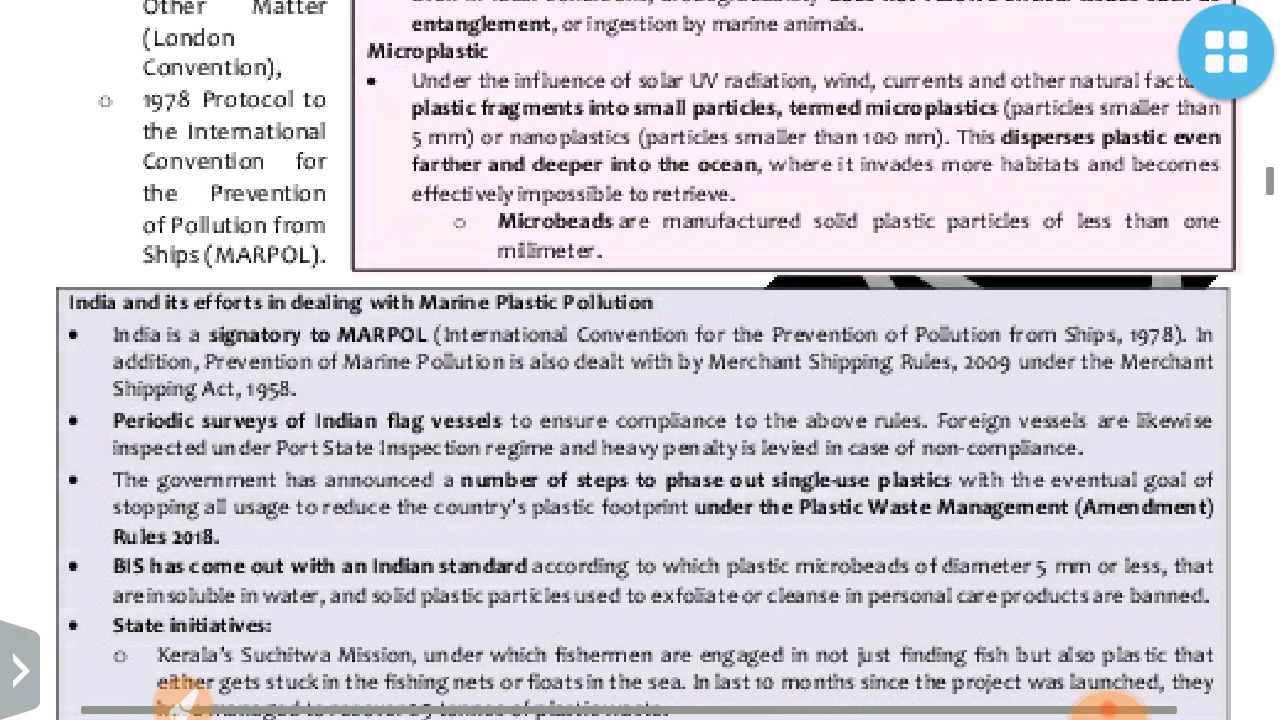 Other Matter
(London
Convention),
○ 1978 Protocol to
the International
Convention for
the Prevention
of Pollution from
Ships (MARPOL).
entanglement, or ingestion by marine animals.
Microplastic
• Under the influence of solar UV radiation, wind, currents and other natural
plastic fragments into small particles, termed microplastics (particles smaller than
5 mm) or nanoplastics (particles smaller than 100 nm). This disperses plastic even
farther and deeper into the ocean, where it invades more habitats and becomes
effectively impossible to retrieve.
○ Microbeads are manufactured solid plastic particles of less than one
millimeter.
India and its efforts in dealing with Marine Plastic Pollution
• India is a signatory to MARPOL (International Convention for the Prevention of Pollution from Ships, 1978). In
addition, Prevention of Marine Pollution is also dealt with by Merchant Shipping Rules, 2009 under the Merchant
Shipping Act, 1958.
• Periodic surveys of Indian flag vessels to ensure compliance to the above rules. Foreign vessels are likewise
inspected under Port State Inspection regime and heavy penalty is levied in case of non-compliance.
• The government has announced a number of steps to phase out single-use plastics with the eventual goal of
stopping all usage to reduce the country's plastic footprint under the Plastic Waste Management (Amendment)
Rules 2018.
• BIS has come out with an Indian standard according to which plastic microbeads of diameter 5 mm or less, that
are insoluble in water, and solid plastic particles used to exfoliate or cleanse in personal care products are banned.
• State initiatives:
○ Kerala's Suchitwa Mission, under which fishermen are engaged in not just finding fish but also plastic that
either gets stuck in the fishing nets or floats in the sea. In last 10 months since the project was launched, they